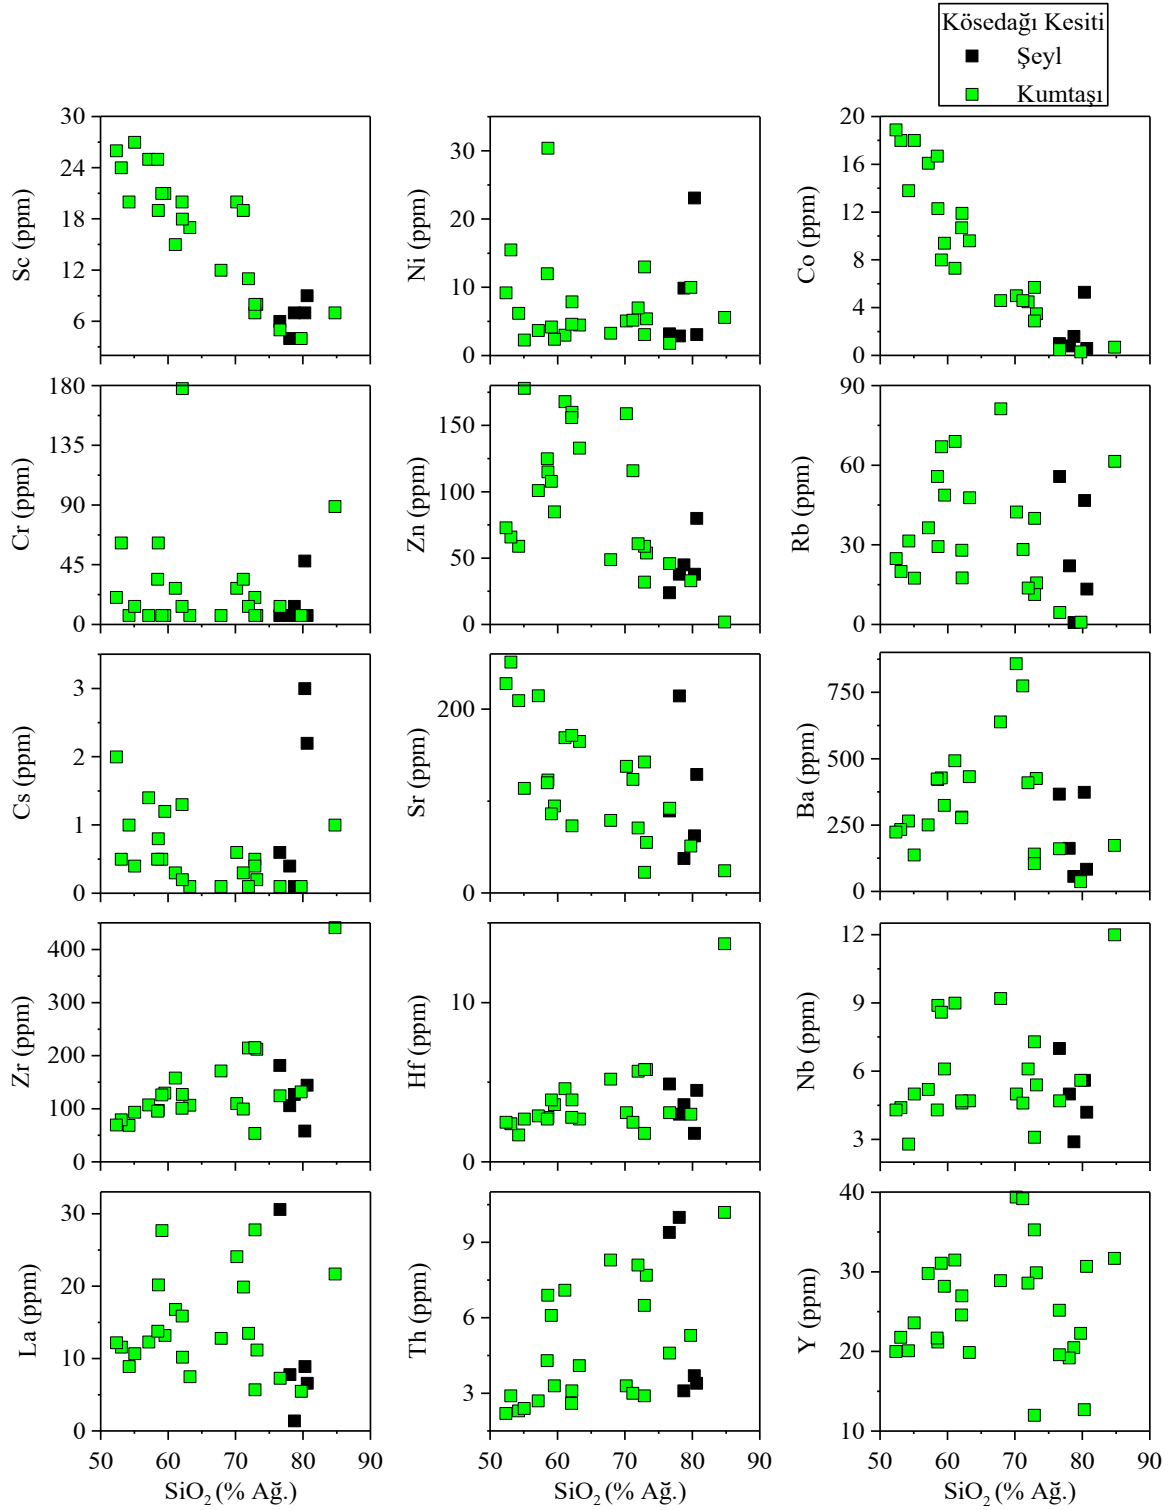 Kösedağı Kesiti
Şeyl
Kumtaşı
30
24
18
12
6
Sc (ppm)
30
20
10
0
Ni (ppm)
20
16
12
8
4
0
Co (ppm)
180
135
90
45
0
Cr (ppm)
150
100
50
0
Zn (ppm)
90
60
30
0
Rb (ppm)
3
2
1
0
Cs (ppm)
200
0
Sr (ppm)
750
500
250
0
Ba (ppm)
400
300
200
100
0
Zr (ppm)
10
0
Hf (ppm)
12
9
6
3
Nb (ppm)
30
20
10
0
La (ppm)
9
6
3
Th (ppm)
40
30
20
10
Y (ppm)
50 60 70 80 90
50 60 70 80 90
50 60 70 80 90
SiO₂ (% Ağ.)
SiO₂ (% Ağ.)
SiO₂ (% Ağ.)